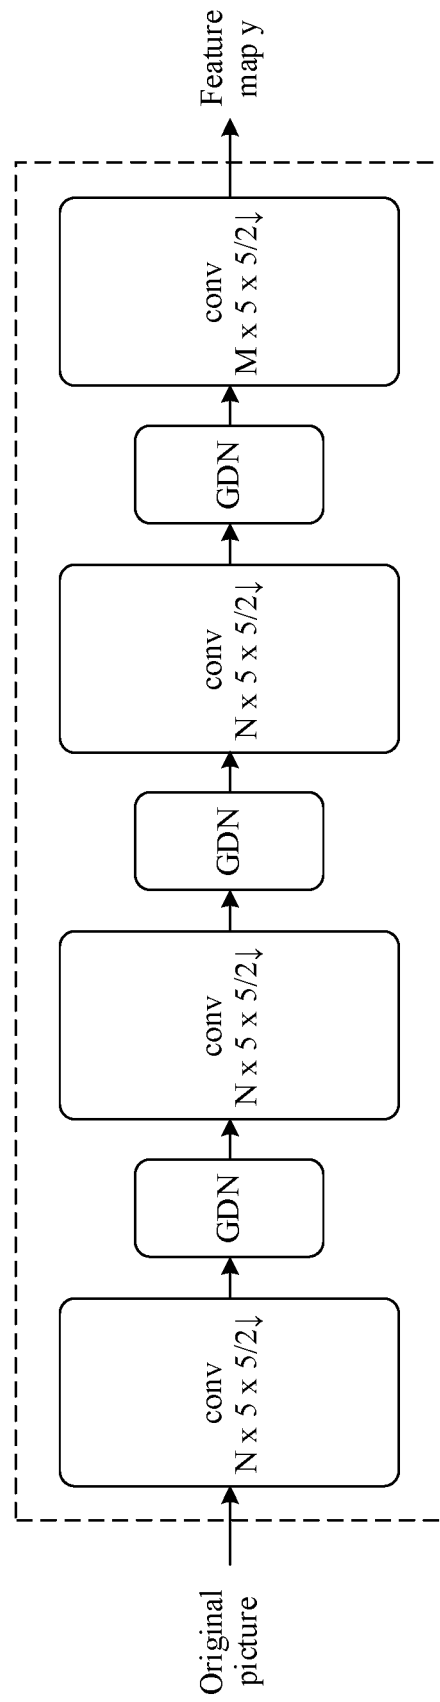 Original
picture
conv
N x 5 x 5/2↓
GDN
conv
N x 5 x 5/2↓
GDN
conv
N x 5 x 5/2↓
GDN
conv
M x 5 x 5/2↓
Feature
map y